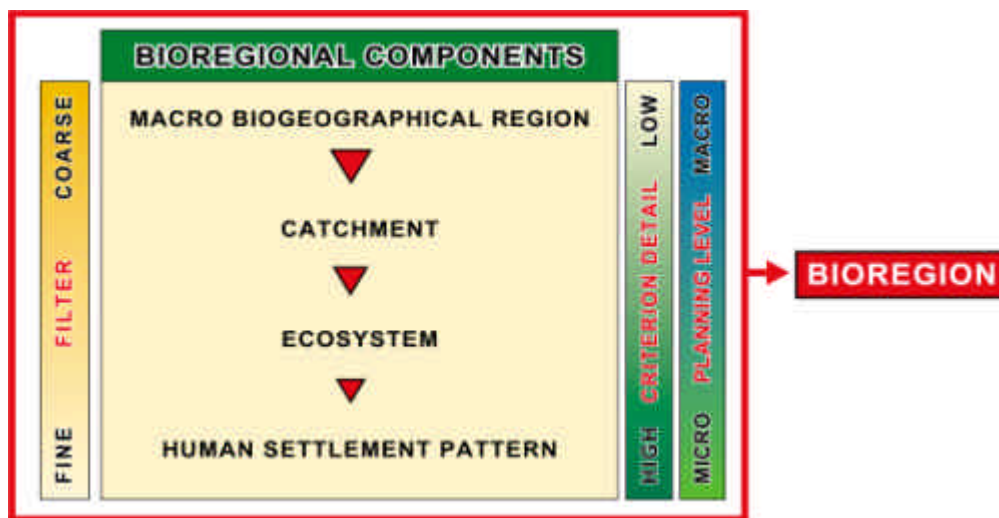 BIOREGIONAL COMPONENTS
COARSE
FILTER
FINE
MACRO BIOGEOGRAPHICAL REGION
CATCHMENT
ECOSYSTEM
HUMAN SETTLEMENT PATTERN
LOW
CRITERION DETAIL
HIGH
MACRO
PLANNING LEVEL
MICRO
BIOREGION